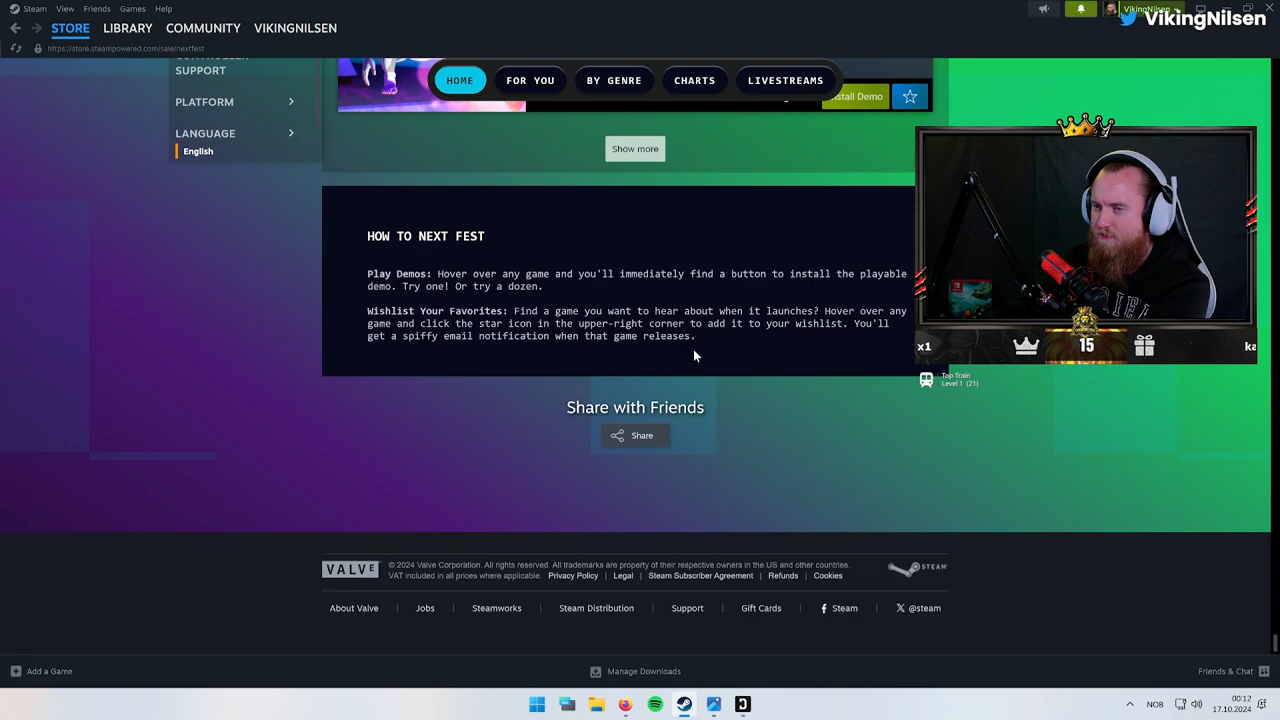 Steam View Friends Games Help
VikingNilsen
VikingNilsen
STORE LIBRARY COMMUNITY VIKINGNILSEN
https://store.steampowered.com/sale/nextfest
SUPPORT
PLATFORM
LANGUAGE
English
HOME FOR YOU BY GENRE CHARTS LIVESTREAMS
nstall Demo
Show more
HOW TO NEXT FEST
Play Demos: Hover over any game and you'll immediately find a button to install the playable
demo. Try one! Or try a dozen.
Wishlist Your Favorites: Find a game you want to hear about when it launches? Hover over any
game and click the star icon in the upper-right corner to add it to your wishlist. You'll
get a spiffy email notification when that game releases.
x1 15 ka
Top Train
Level 1 (21)
Share with Friends
Share
VALVE
© 2024 Valve Corporation. All rights reserved. All trademarks are property of their respective owners in the US and other countries.
VAT included in all prices where applicable. Privacy Policy | Legal | Steam Subscriber Agreement | Refunds | Cookies
STEAM
About Valve | Jobs | Steamworks | Steam Distribution | Support | Gift Cards | Steam | @steam
Add a Game Manage Downloads Friends & Chat
NOB
00:12
17.10.2024